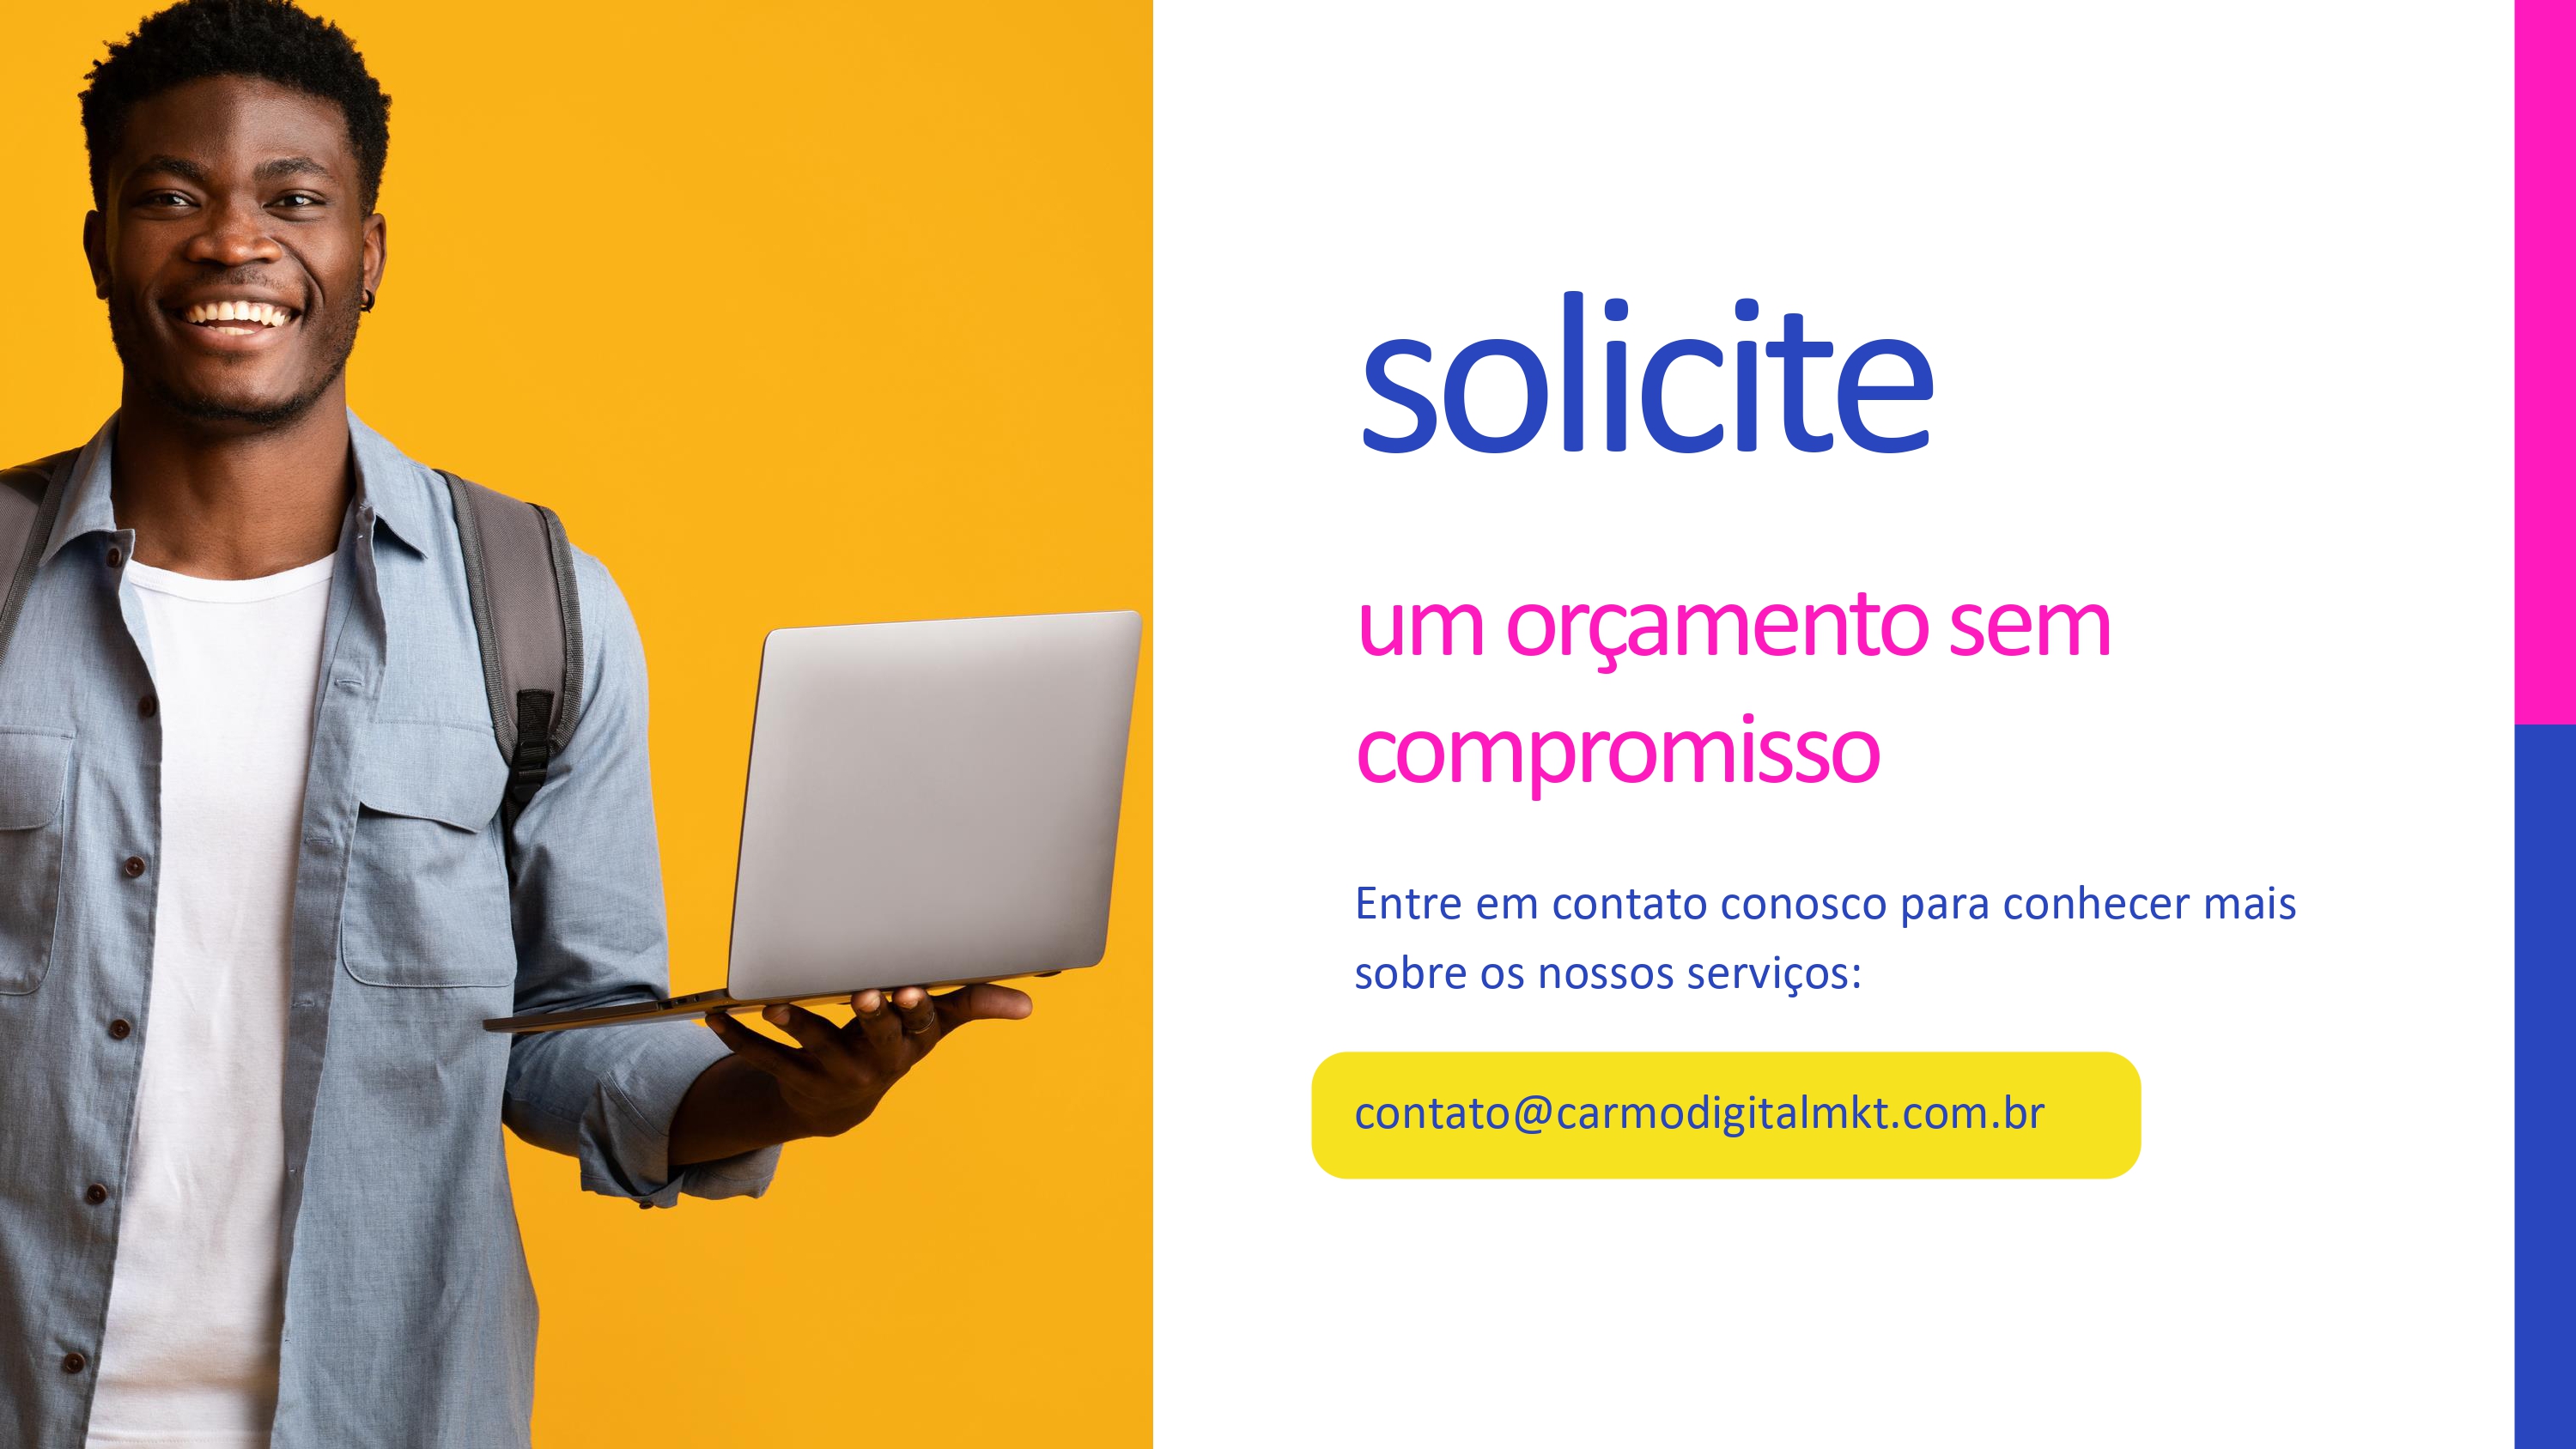 solicite
um orçamento sem
compromisso
Entre em contato conosco para conhecer mais
sobre os nossos serviços:
contato@carmodigitalmkt.com.br